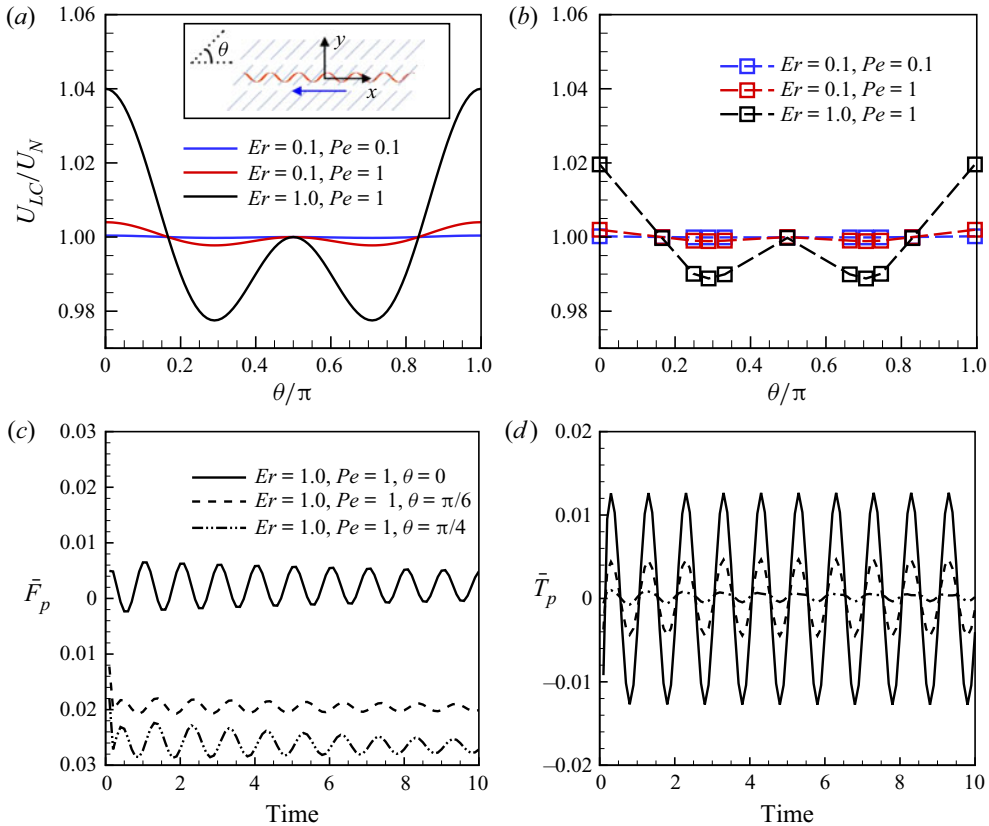 (a)
1.06
1.04
1.02
1.00
0.98
U_LC/U_N
θ
y
x
Er = 0.1, Pe = 0.1
Er = 0.1, Pe = 1
Er = 1.0, Pe = 1
0 0.2 0.4 0.6 0.8 1.0
θ/π
(b)
1.06
1.04
1.02
1.00
0.98
Er = 0.1, Pe = 0.1
Er = 0.1, Pe = 1
Er = 1.0, Pe = 1
0 0.2 0.4 0.6 0.8 1.0
θ/π
(c)
0.03
0.02
0.01
0
0.01
0.02
0.03
F̄_p
Er = 1.0, Pe = 1, θ = 0
Er = 1.0, Pe = 1, θ = π/6
Er = 1.0, Pe = 1, θ = π/4
0 2 4 6 8 10
Time
(d)
0.02
0.01
0
–0.01
–0.02
T̄_p
0 2 4 6 8 10
Time